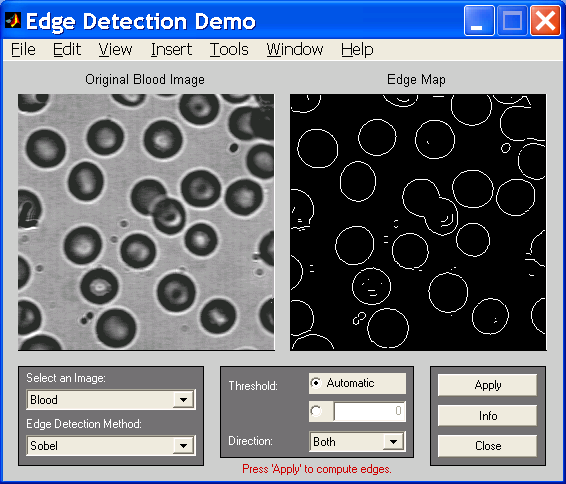 Edge Detection Demo
File Edit View Insert Tools Window Help
Original Blood Image
Edge Map
Select an Image:
Blood
Edge Detection Method:
Sobel
Threshold:
Automatic
0
Direction:
Both
Apply
Info
Close
Press 'Apply' to compute edges.